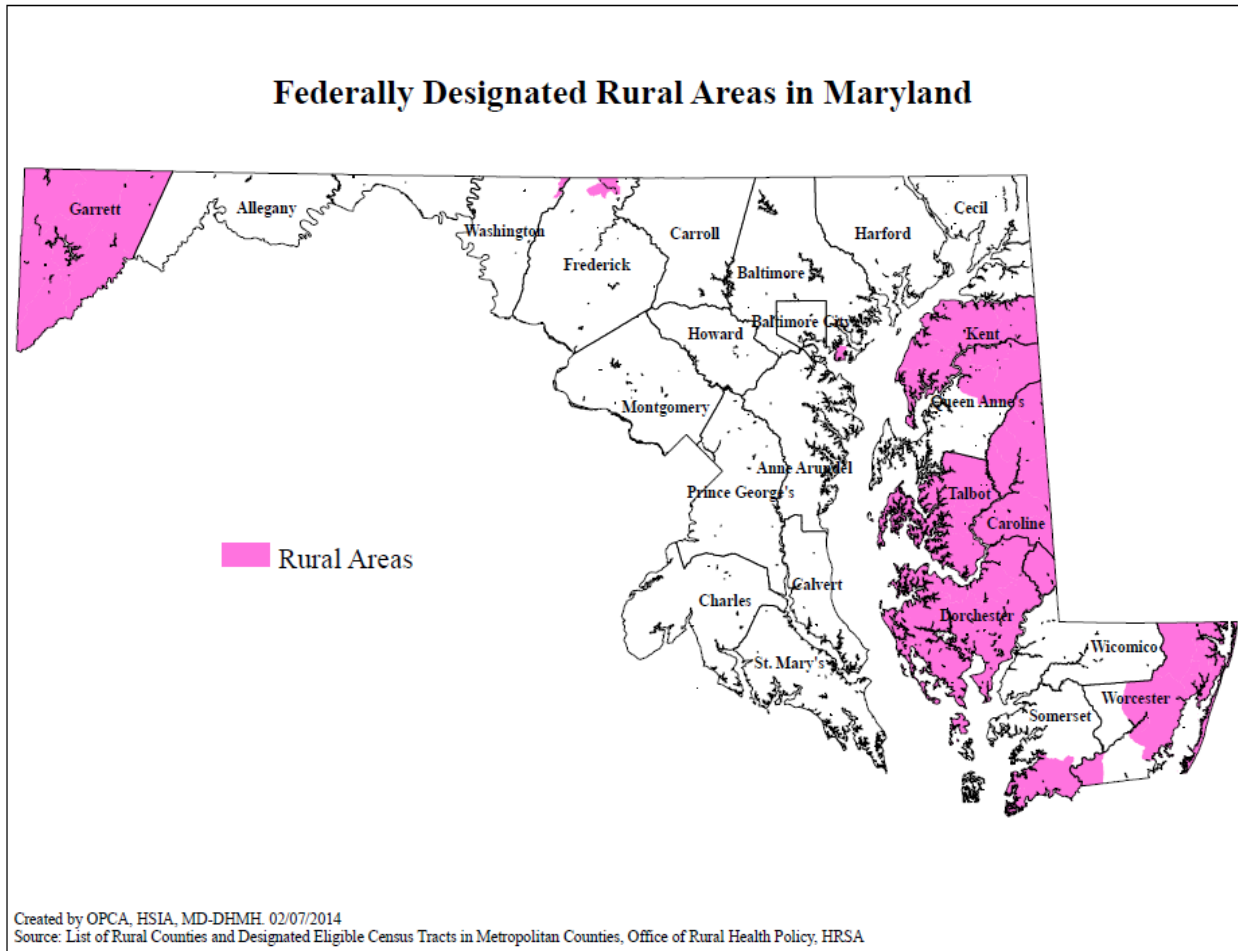 Federally Designated Rural Areas in Maryland
Garrett
Allegany
Washington
Frederick
Carroll
Baltimore
Harford
Cecil
Howard
Baltimore City
Kent
Montgomery
Queen Anne's
Anne Arundel
Prince George's
Talbot
Caroline
Rural Areas
Calvert
Charles
Dorchester
St. Mary's
Wicomico
Worcester
Somerset
Created by OPCA, HSIA, MD-DHMH. 02/07/2014
Source: List of Rural Counties and Designated Eligible Census Tracts in Metropolitan Counties, Office of Rural Health Policy, HRSA